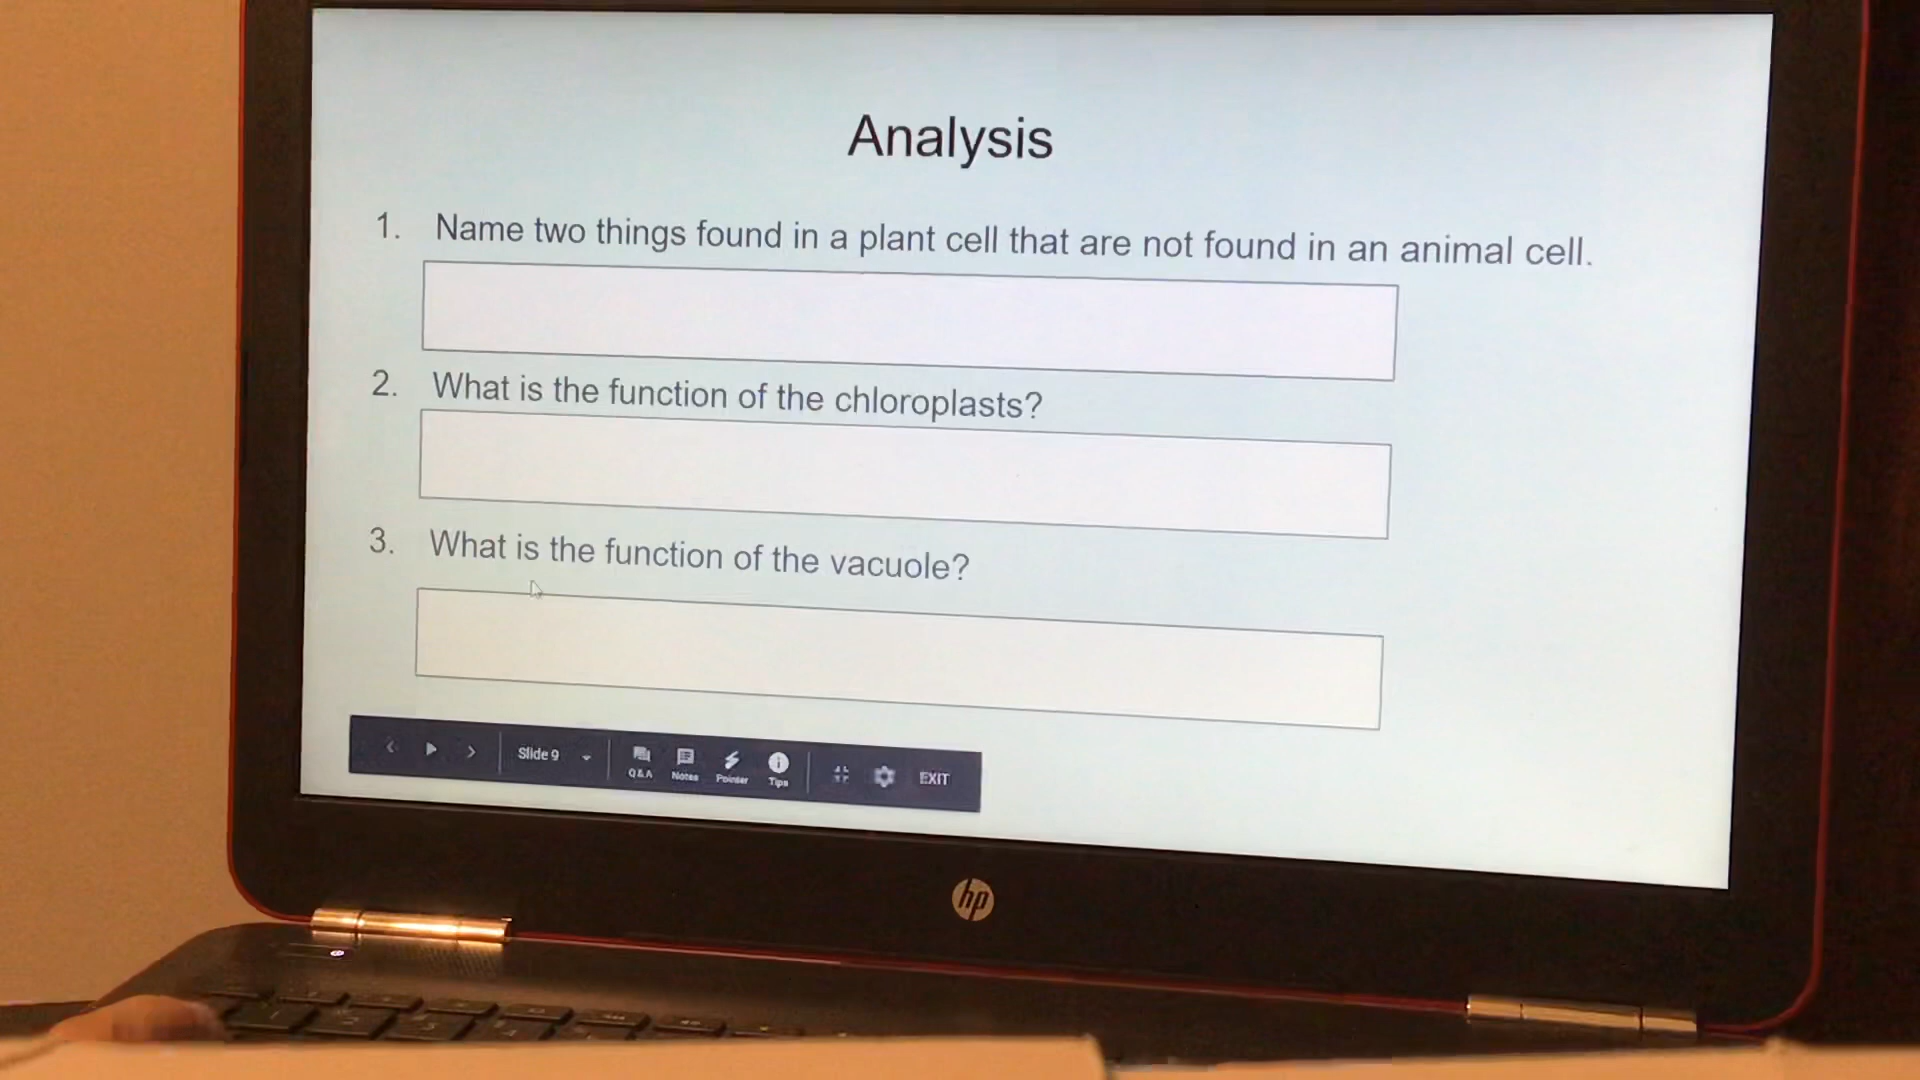 Analysis
1. Name two things found in a plant cell that are not found in an animal cell.
2. What is the function of the chloroplasts?
3. What is the function of the vacuole?
Slide 9 Q&A Notes Pointer Tips EXIT
hp